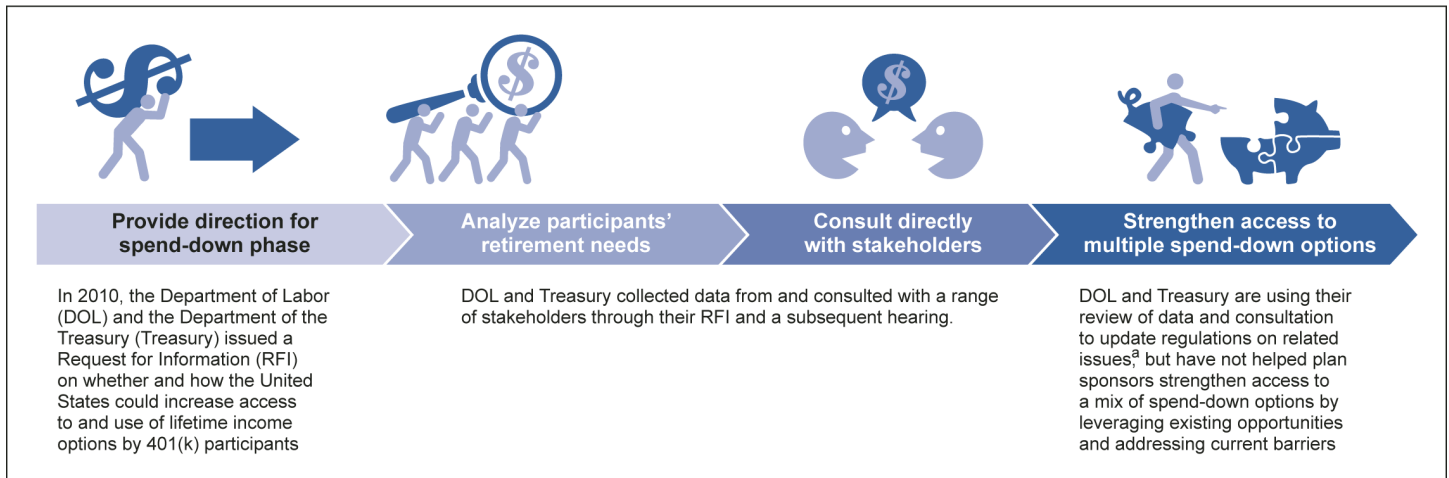 Provide direction for
spend-down phase
Analyze participants'
retirement needs
Consult directly
with stakeholders
Strengthen access to
multiple spend-down options
In 2010, the Department of Labor
(DOL) and the Department of the
Treasury (Treasury) issued a
Request for Information (RFI)
on whether and how the United
States could increase access
to and use of lifetime income
options by 401(k) participants
DOL and Treasury collected data from and consulted with a range
of stakeholders through their RFI and a subsequent hearing.
DOL and Treasury are using their
review of data and consultation
to update regulations on related
issues,a but have not helped plan
sponsors strengthen access to
a mix of spend-down options by
leveraging existing opportunities
and addressing current barriers